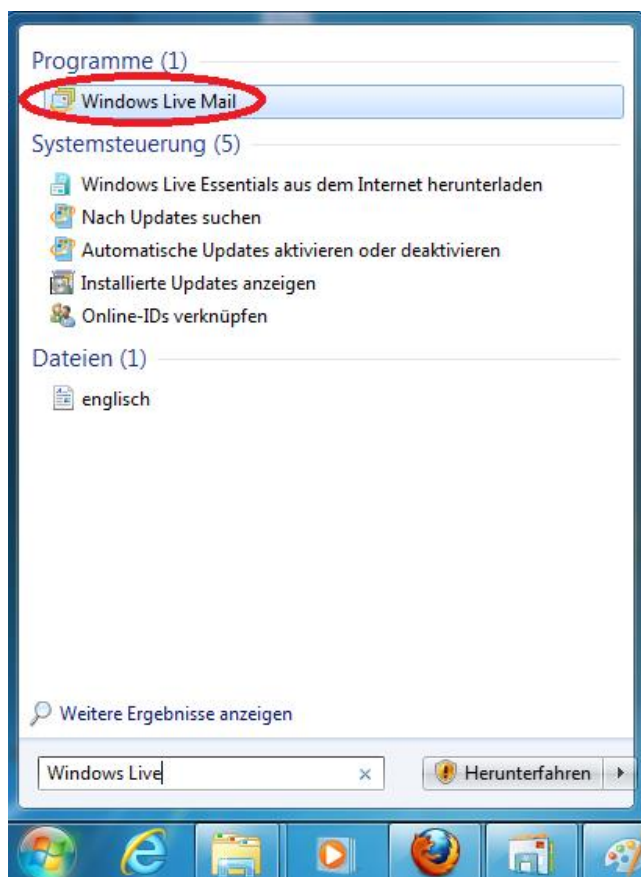 Programme (1)
Windows Live Mail
Systemsteuerung (5)
Windows Live Essentials aus dem Internet herunterladen
Nach Updates suchen
Automatische Updates aktivieren oder deaktivieren
Installierte Updates anzeigen
Online-IDs verknüpfen
Dateien (1)
englisch
Weitere Ergebnisse anzeigen
Windows Live
Herunterfahren